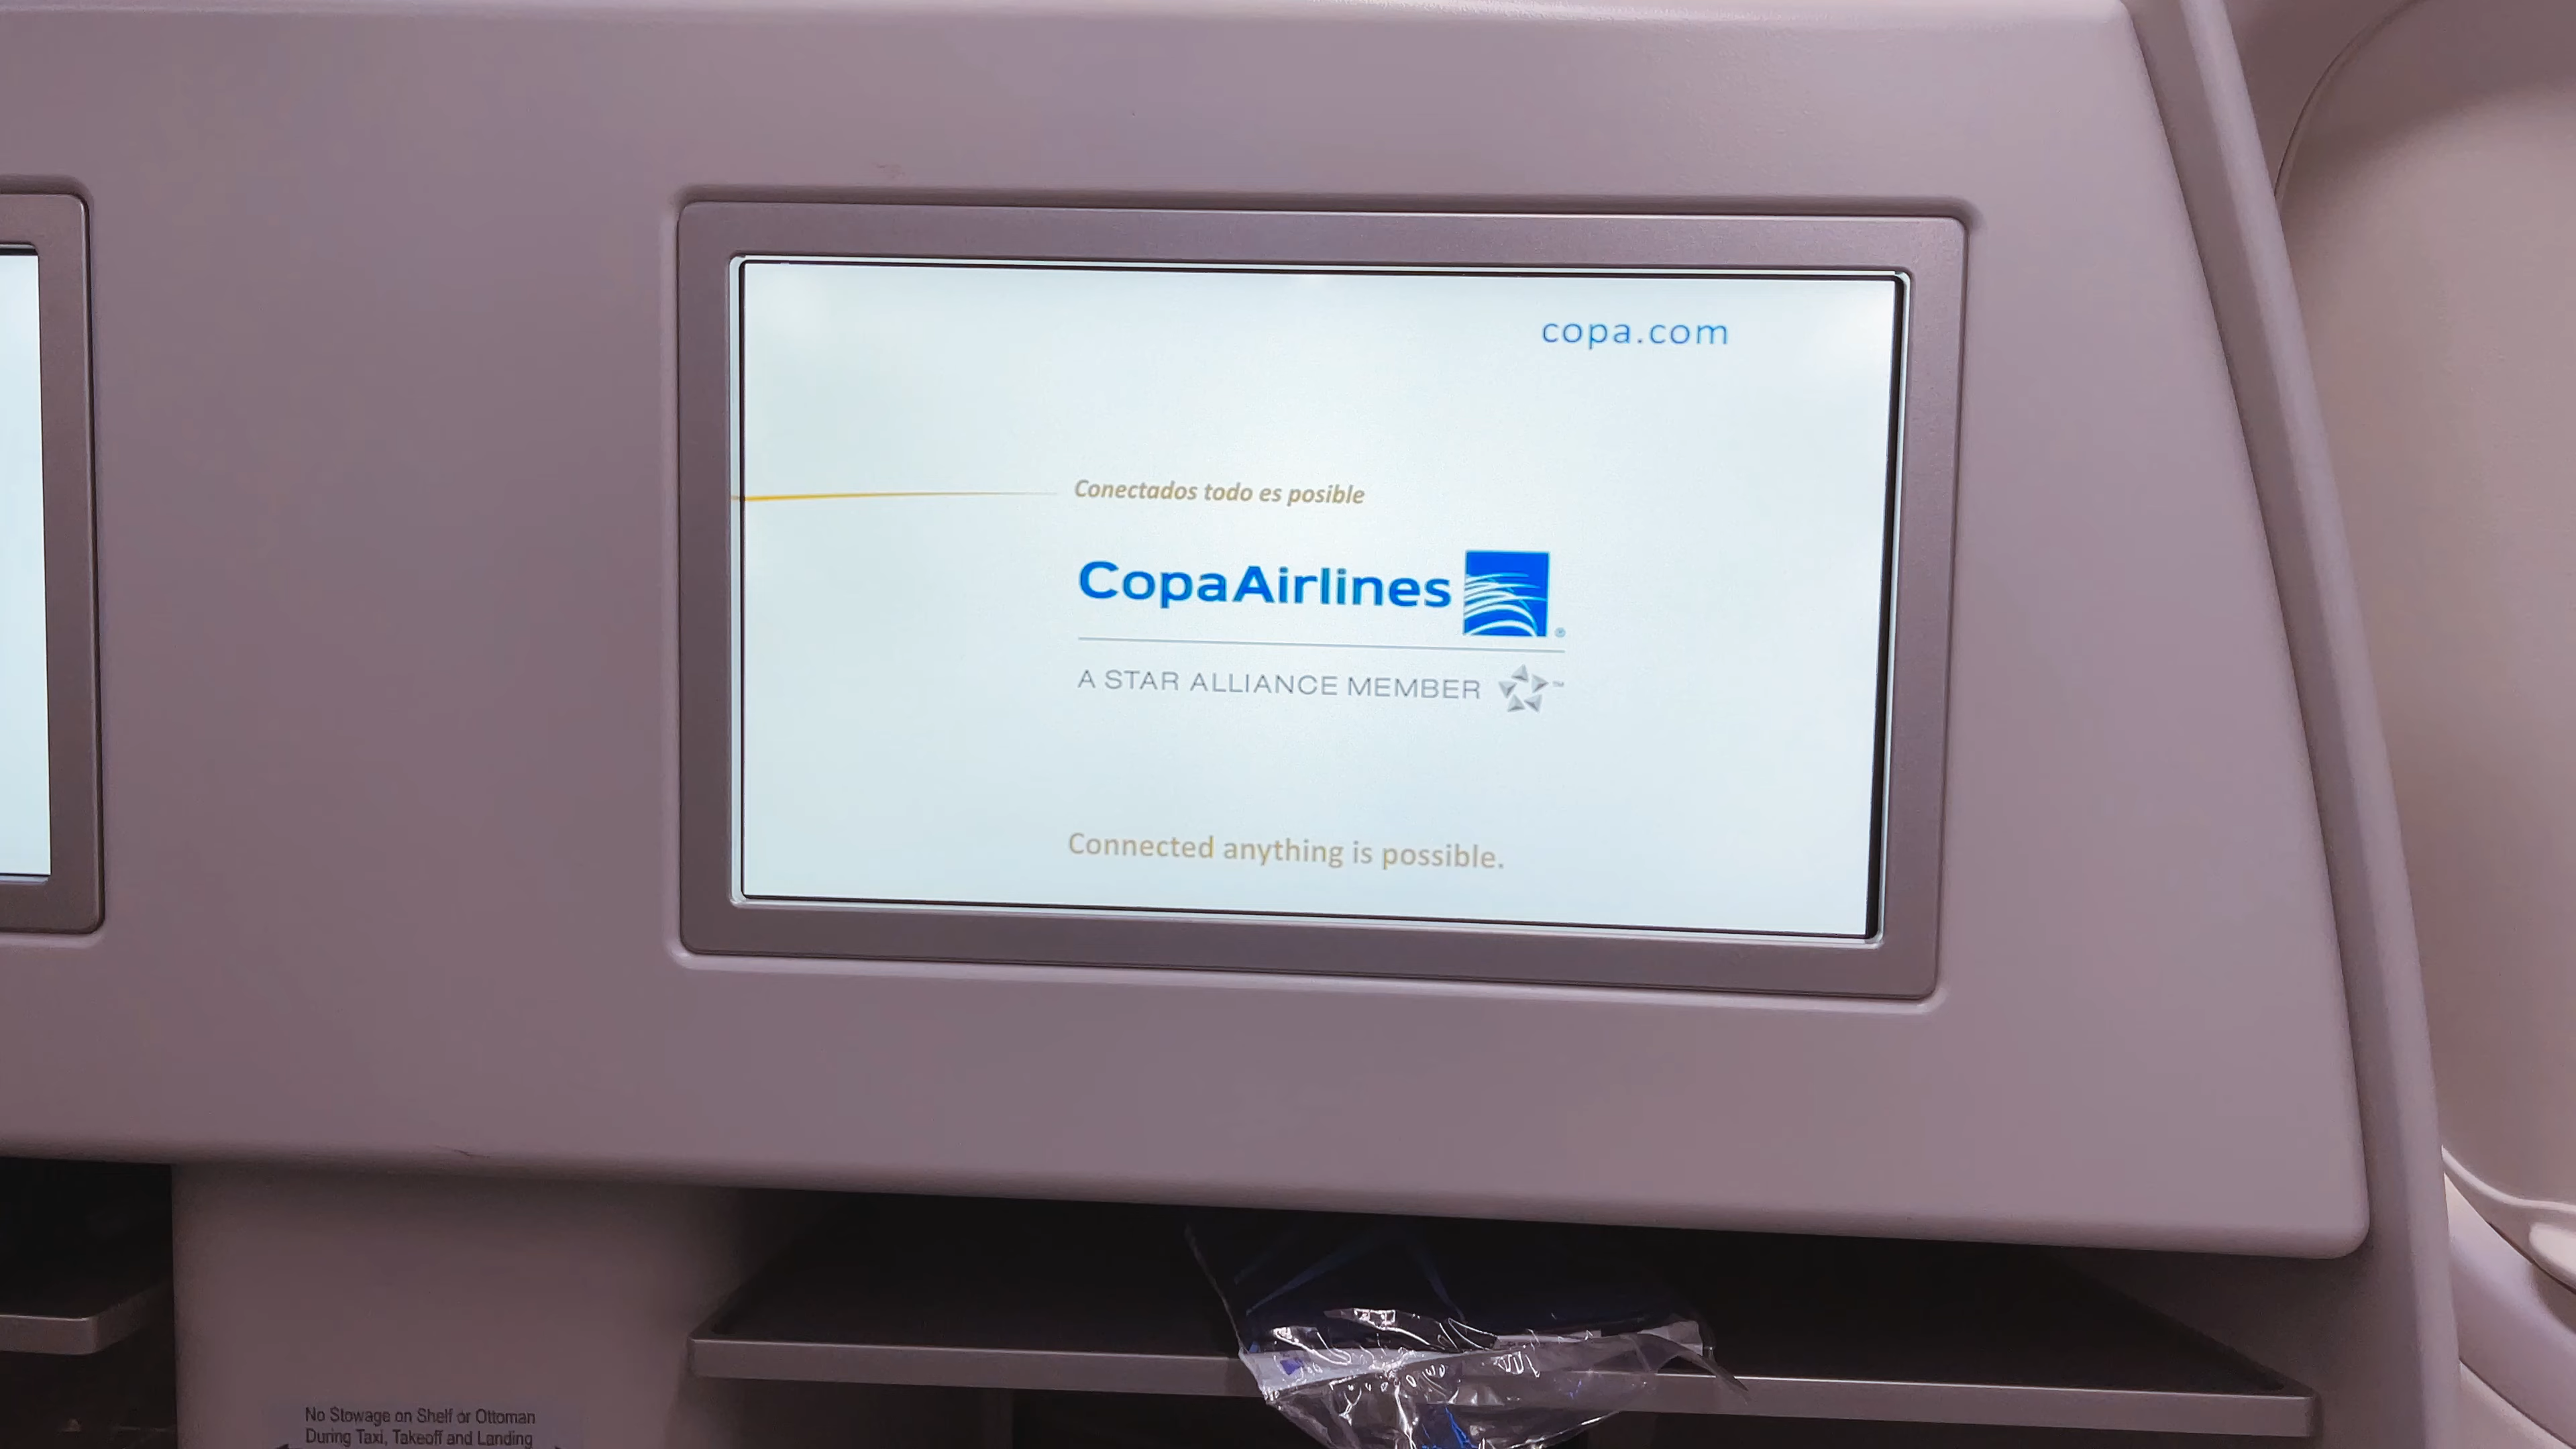 copa.com
Conectados todo es posible
CopaAirlines ®
A STAR ALLIANCE MEMBER ™
Connected anything is possible.
No Stowage on Shelf or Ottoman
During Taxi, Takeoff and Landing